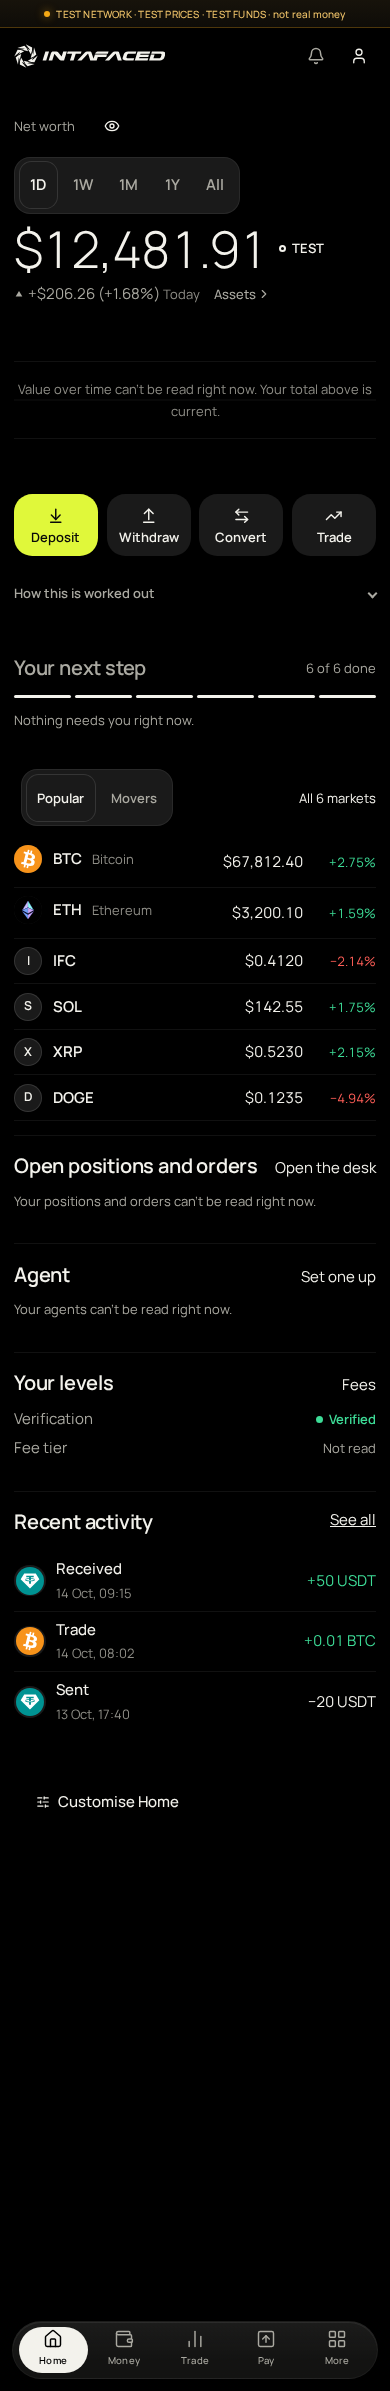 TEST NETWORK · TEST PRICES · TEST FUNDS · not real money
INTAFACED
Net worth
1D 1W 1M 1Y All
$12,481.91 TEST
+$206.26 (+1.68%) Today Assets
Value over time can't be read right now. Your total above is
current.
Deposit Withdraw Convert Trade
How this is worked out
Your next step 6 of 6 done
Nothing needs you right now.
Popular Movers All 6 markets
BTC Bitcoin $67,812.40 +2.75%
ETH Ethereum $3,200.10 +1.59%
I IFC $0.4120 −2.14%
S SOL $142.55 +1.75%
X XRP $0.5230 +2.15%
D DOGE $0.1235 −4.94%
Open positions and orders Open the desk
Your positions and orders can't be read right now.
Agent Set one up
Your agents can't be read right now.
Your levels Fees
Verification Verified
Fee tier Not read
Recent activity See all
Received
14 Oct, 09:15 +50 USDT
Trade
14 Oct, 08:02 +0.01 BTC
Sent
13 Oct, 17:40 −20 USDT
Customise Home
Home Money Trade Pay More